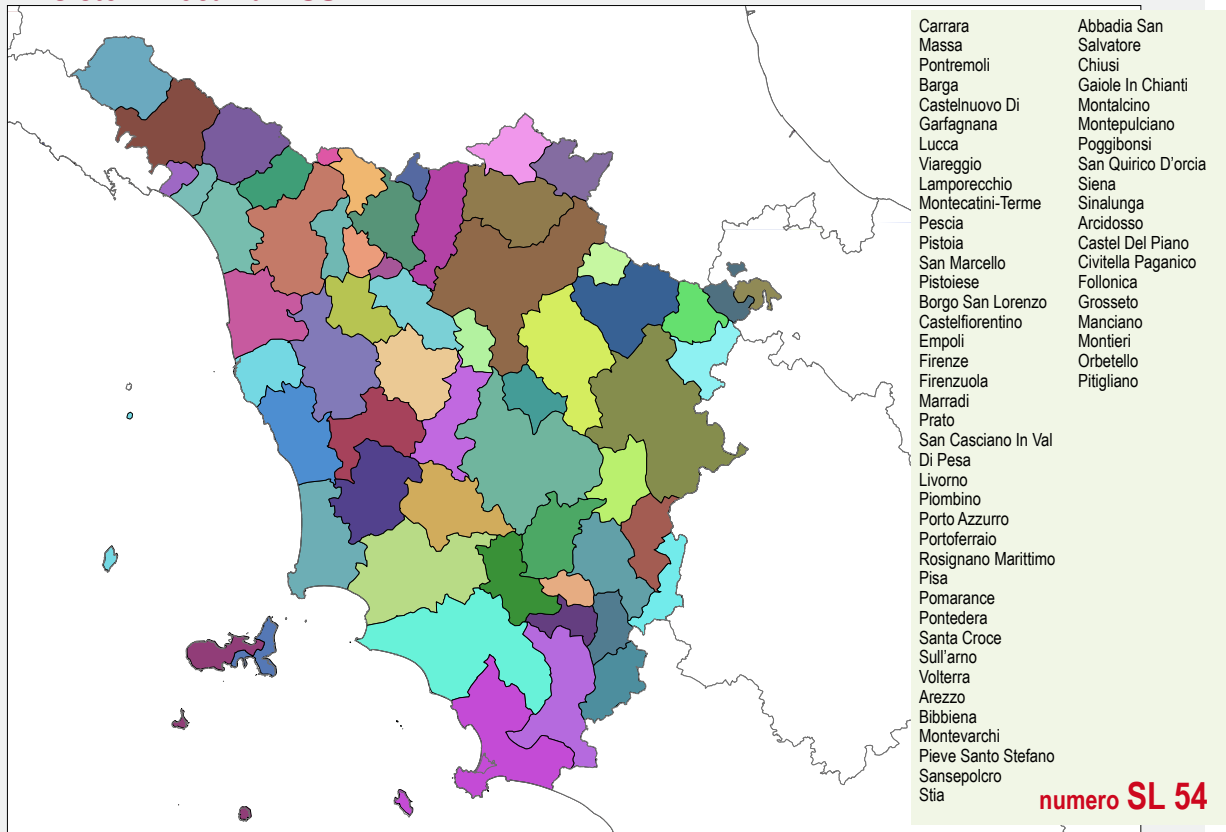 Carrara
Massa
Pontremoli
Barga
Castelnuovo Di
Garfagnana
Lucca
Viareggio
Lamporecchio
Montecatini-Terme
Pescia
Pistoia
San Marcello
Pistoiese
Borgo San Lorenzo
Castelfiorentino
Empoli
Firenze
Firenzuola
Marradi
Prato
San Casciano In Val
Di Pesa
Livorno
Piombino
Porto Azzurro
Portoferraio
Rosignano Marittimo
Pisa
Pomarance
Pontedera
Santa Croce
Sull'arno
Volterra
Arezzo
Bibbiena
Montevarchi
Pieve Santo Stefano
Sansepolcro
Stia
Abbadia San
Salvatore
Chiusi
Gaiole In Chianti
Montalcino
Montepulciano
Poggibonsi
San Quirico D'orcia
Siena
Sinalunga
Arcidosso
Castel Del Piano
Civitella Paganico
Follonica
Grosseto
Manciano
Montieri
Orbetello
Pitigliano
numero SL 54